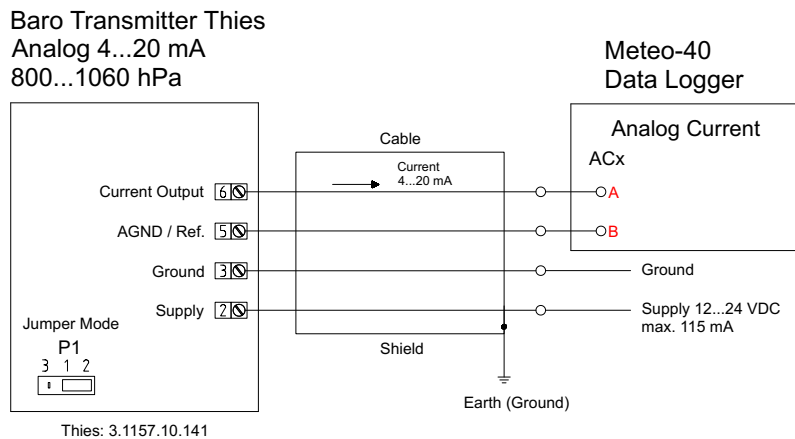 Baro Transmitter Thies
Analog 4...20 mA
800...1060 hPa
Meteo-40
Data Logger
Cable
Analog Current
ACx
Current
4...20 mA
Current Output 6
A
AGND / Ref. 5
B
Ground 3
Ground
Supply 2
Supply 12...24 VDC
max. 115 mA
Jumper Mode
P1
3 1 2
Shield
Earth (Ground)
Thies: 3.1157.10.141